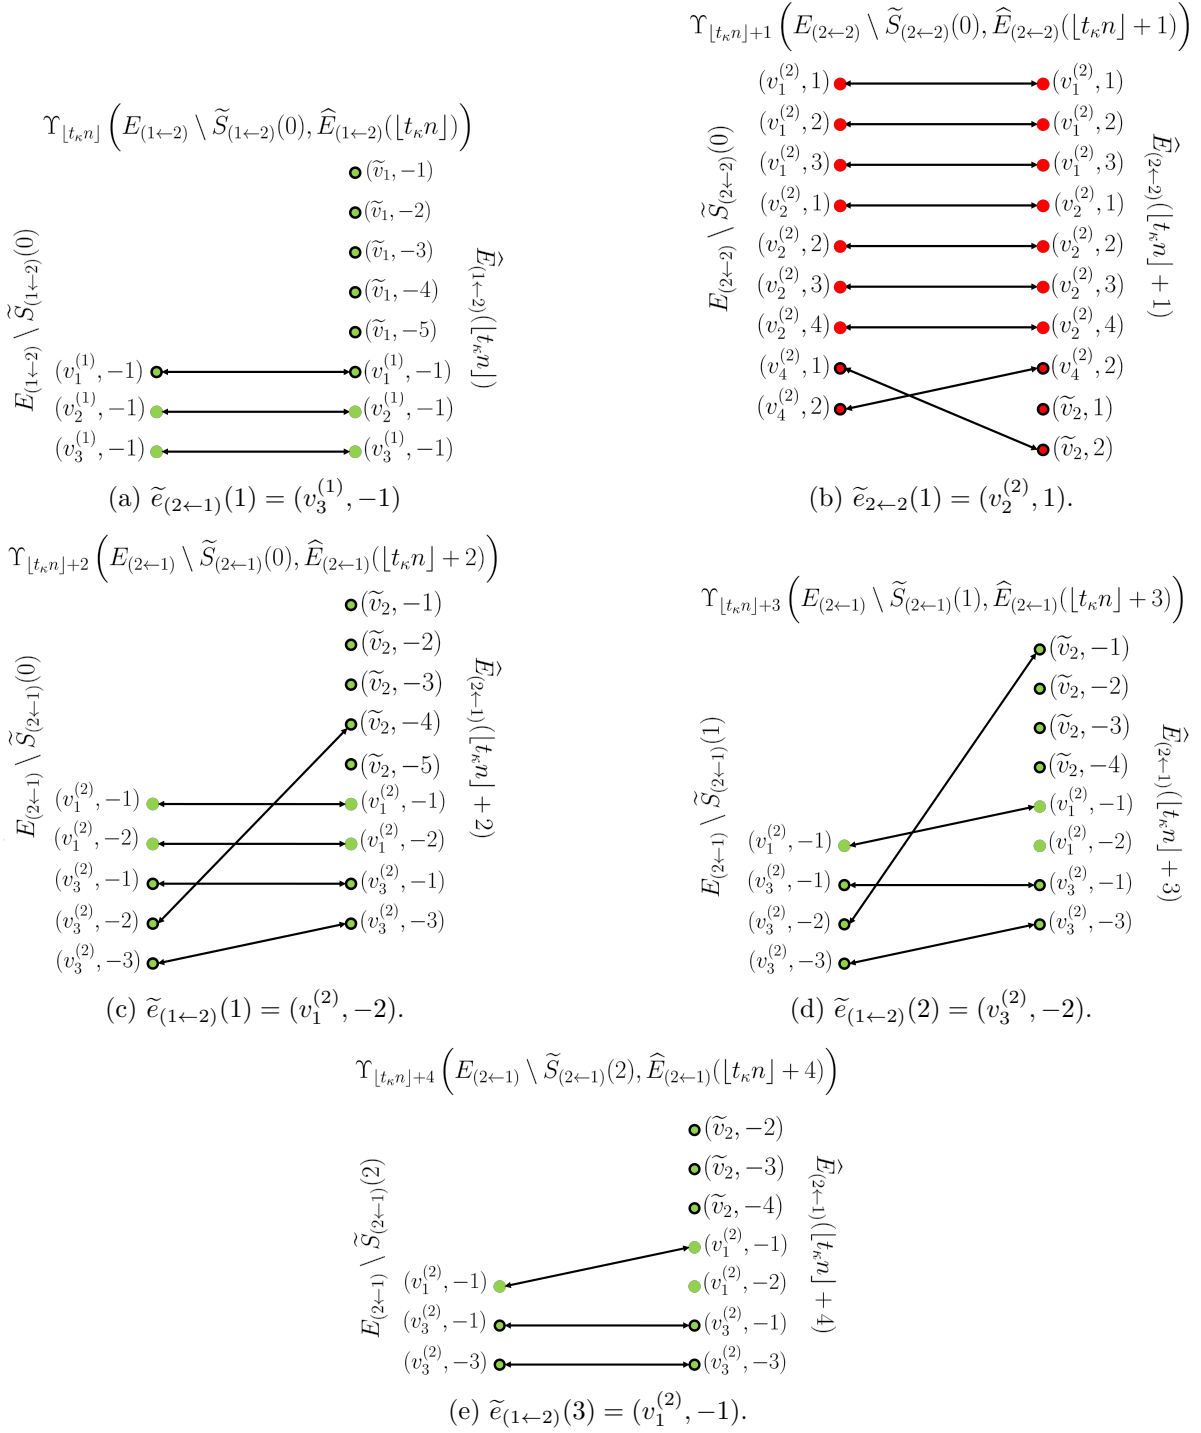 Υ_{⌊t_κ n⌋} (E_{(1←2)} \ S̃_{(1←2)}(0), Ê_{(1←2)}(⌊t_κ n⌋))
E_{(1←2)} \ S̃_{(1←2)}(0)
(ṽ_1, −1)
(ṽ_1, −2)
(ṽ_1, −3)
(ṽ_1, −4)
(ṽ_1, −5)
(v_1^{(1)}, −1) (v_1^{(1)}, −1)
(v_2^{(1)}, −1) (v_2^{(1)}, −1)
(v_3^{(1)}, −1) (v_3^{(1)}, −1)
Ê_{(1←2)}(⌊t_κ n⌋)
(a) ẽ_{(2←1)}(1) = (v_3^{(1)}, −1)
Υ_{⌊t_κ n⌋+1} (E_{(2←2)} \ S̃_{(2←2)}(0), Ê_{(2←2)}(⌊t_κ n⌋ + 1))
E_{(2←2)} \ S̃_{(2←2)}(0)
(v_1^{(2)}, 1) (v_1^{(2)}, 1)
(v_1^{(2)}, 2) (v_1^{(2)}, 2)
(v_1^{(2)}, 3) (v_1^{(2)}, 3)
(v_2^{(2)}, 1) (v_2^{(2)}, 1)
(v_2^{(2)}, 2) (v_2^{(2)}, 2)
(v_2^{(2)}, 3) (v_2^{(2)}, 3)
(v_2^{(2)}, 4) (v_2^{(2)}, 4)
(v_4^{(2)}, 1) (v_4^{(2)}, 2)
(v_4^{(2)}, 2) (ṽ_2, 1)
(ṽ_2, 2)
Ê_{(2←2)}(⌊t_κ n⌋ + 1)
(b) ẽ_{2←2}(1) = (v_2^{(2)}, 1).
Υ_{⌊t_κ n⌋+2} (E_{(2←1)} \ S̃_{(2←1)}(0), Ê_{(2←1)}(⌊t_κ n⌋ + 2))
E_{(2←1)} \ S̃_{(2←1)}(0)
(ṽ_2, −1)
(ṽ_2, −2)
(ṽ_2, −3)
(ṽ_2, −4)
(ṽ_2, −5)
(v_1^{(2)}, −1) (v_1^{(2)}, −1)
(v_1^{(2)}, −2) (v_1^{(2)}, −2)
(v_3^{(2)}, −1) (v_3^{(2)}, −1)
(v_3^{(2)}, −2) (v_3^{(2)}, −3)
(v_3^{(2)}, −3)
Ê_{(2←1)}(⌊t_κ n⌋ + 2)
(c) ẽ_{(1←2)}(1) = (v_1^{(2)}, −2).
Υ_{⌊t_κ n⌋+3} (E_{(2←1)} \ S̃_{(2←1)}(1), Ê_{(2←1)}(⌊t_κ n⌋ + 3))
E_{(2←1)} \ S̃_{(2←1)}(1)
(ṽ_2, −1)
(ṽ_2, −2)
(ṽ_2, −3)
(ṽ_2, −4)
(v_1^{(2)}, −1)
(v_1^{(2)}, −1) (v_1^{(2)}, −2)
(v_3^{(2)}, −1) (v_3^{(2)}, −1)
(v_3^{(2)}, −2) (v_3^{(2)}, −3)
(v_3^{(2)}, −3)
Ê_{(2←1)}(⌊t_κ n⌋ + 3)
(d) ẽ_{(1←2)}(2) = (v_3^{(2)}, −2).
Υ_{⌊t_κ n⌋+4} (E_{(2←1)} \ S̃_{(2←1)}(2), Ê_{(2←1)}(⌊t_κ n⌋ + 4))
E_{(2←1)} \ S̃_{(2←1)}(2)
(ṽ_2, −2)
(ṽ_2, −3)
(ṽ_2, −4)
(v_1^{(2)}, −1)
(v_1^{(2)}, −1) (v_1^{(2)}, −2)
(v_3^{(2)}, −1) (v_3^{(2)}, −1)
(v_3^{(2)}, −3) (v_3^{(2)}, −3)
Ê_{(2←1)}(⌊t_κ n⌋ + 4)
(e) ẽ_{(1←2)}(3) = (v_1^{(2)}, −1).